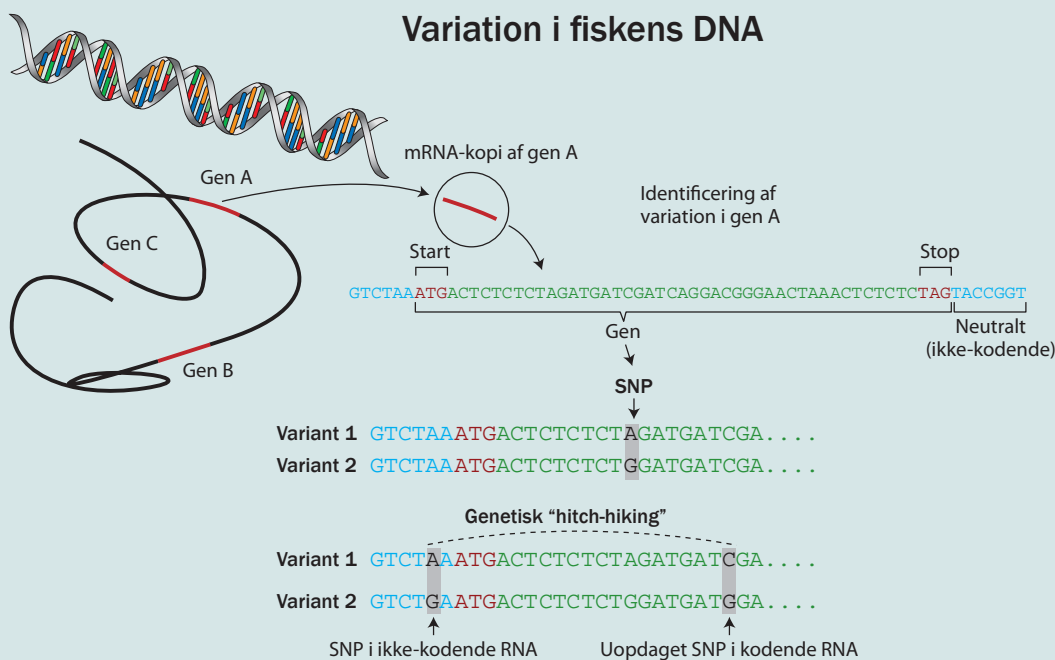 Variation i fiskens DNA
mRNA-kopi af gen A
Gen A
Identificering af
variation i gen A
Gen C
Start
Stop
GTCTAAATGACTCTCTCTAGATGATCGATCAGGACGGGAACTAAACTCTCTCTAGTACCGGT
Gen
Neutralt
(ikke-kodende)
Gen B
SNP
Variant 1 GTCTAAATGACTCTCTCTAGATGATCGA....
Variant 2 GTCTAAATGACTCTCTCTGGATGATCGA....
Genetisk “hitch-hiking”
Variant 1 GTCTAAATGACTCTCTCTAGATGATCGA....
Variant 2 GTCTGAATGACTCTCTCTGGATGATGGA....
SNP i ikke-kodende RNA
Uopdaget SNP i kodende RNA